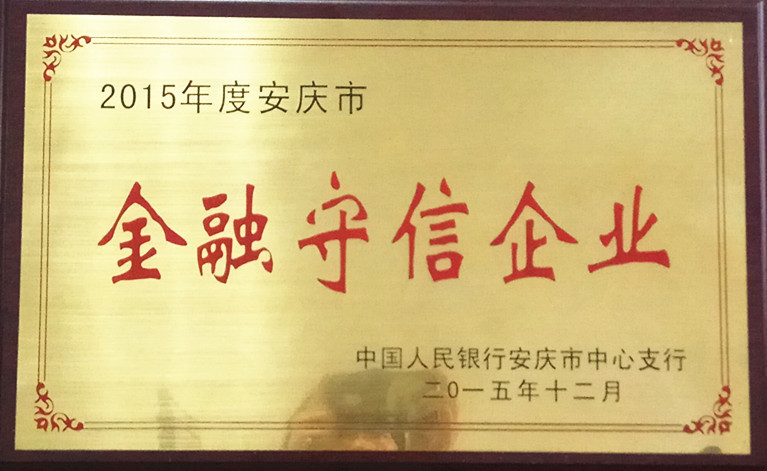 2015年度安庆市
金融守信企业
中国人民银行安庆市中心支行
二0一五年十二月